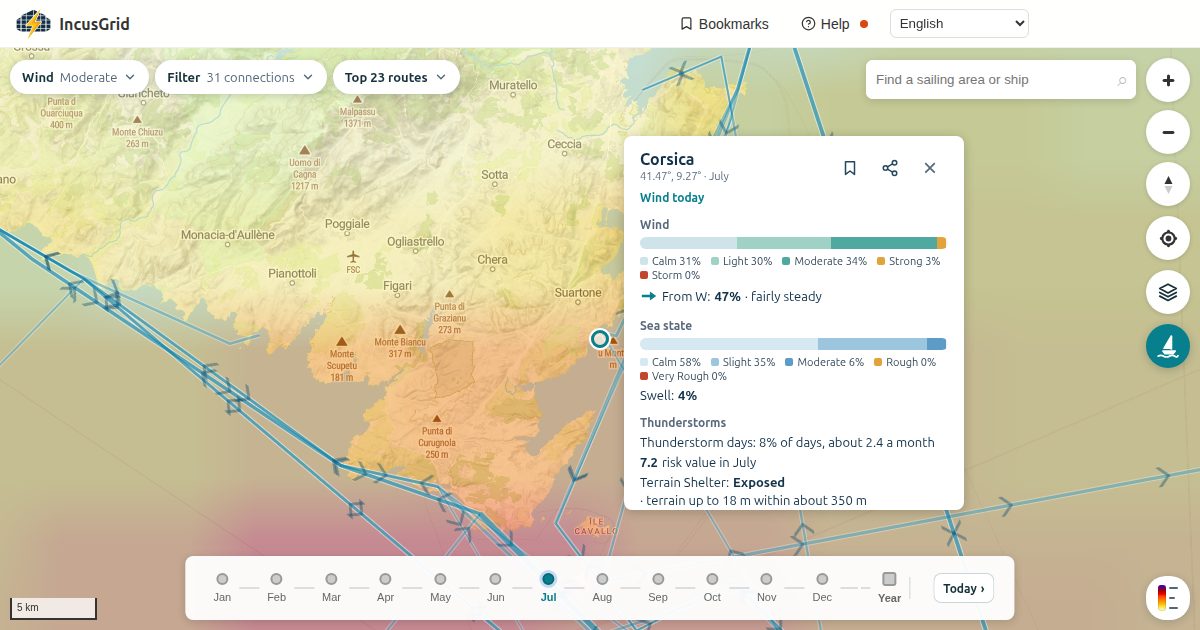 IncusGrid
Bookmarks
Help
English
Wind Moderate
Filter 31 connections
Top 23 routes
Find a sailing area or ship
Giuncheto
Punta d'
Ouarciuqua
400 m
Monte Chiuzu
263 m
Malpassu
1371 m
Muratello
Uomo di
Cagna
1217 m
Ceccia
Sotta
Poggiale
Monacia-d'Aullène
Ogliastrello
FSC
Chera
Pianottoli
Figari
Suartone
Punta di
Grazianu
273 m
Monte Biancu
317 m
Monte
Scupetu
181 m
Punta di
Curugnola
250 m
ILE
CAVALLO
Corsica
41.47°, 9.27° · July
Wind today
Wind
Calm 31% Light 30% Moderate 34% Strong 3%
Storm 0%
From W: 47% · fairly steady
Sea state
Calm 58% Slight 35% Moderate 6% Rough 0%
Very Rough 0%
Swell: 4%
Thunderstorms
Thunderstorm days: 8% of days, about 2.4 a month
7.2 risk value in July
Terrain Shelter: Exposed
· terrain up to 18 m within about 350 m
Jan Feb Mar Apr May Jun Jul Aug Sep Oct Nov Dec Year
Today ›
5 km